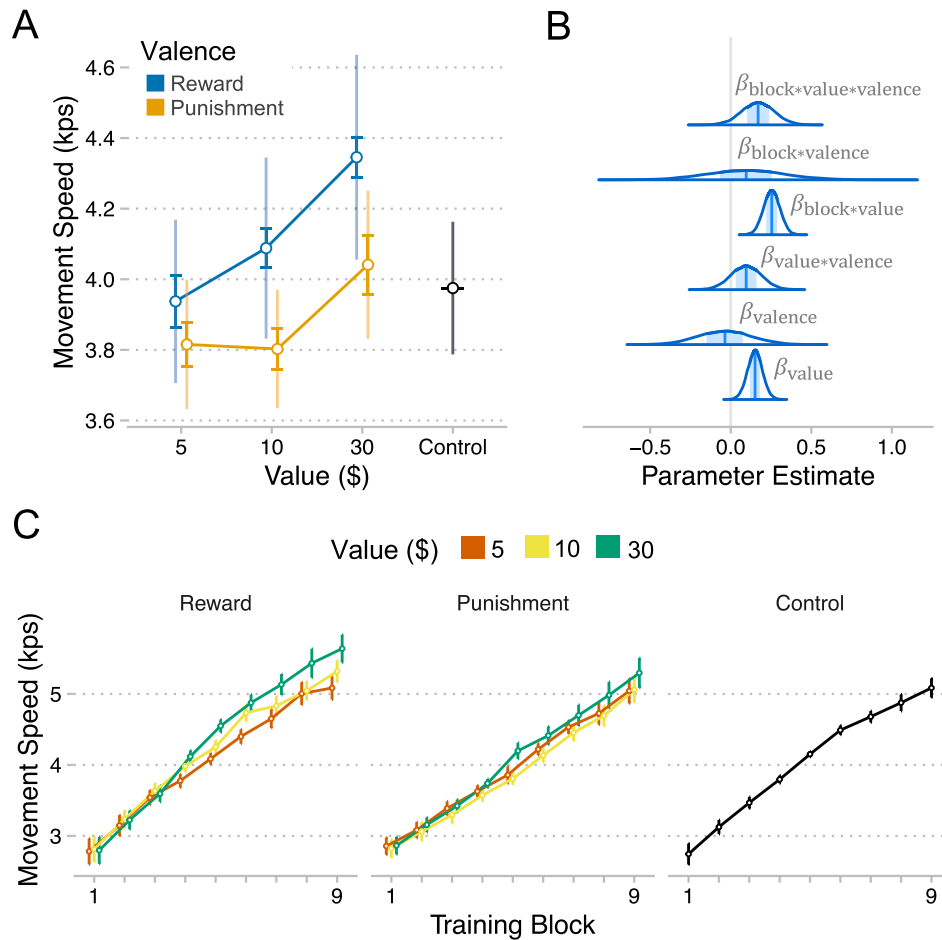 A
Valence
Reward
Punishment
Movement Speed (kps)
4.6
4.4
4.2
4.0
3.8
3.6
5 10 30 Control
Value ($)
B
βblock∗value∗valence
βblock∗valence
βblock∗value
βvalue∗valence
βvalence
βvalue
−0.5 0.0 0.5 1.0
Parameter Estimate
C
Value ($) 5 10 30
Reward Punishment Control
Movement Speed (kps)
5
4
3
1 9 1 9 1 9
Training Block